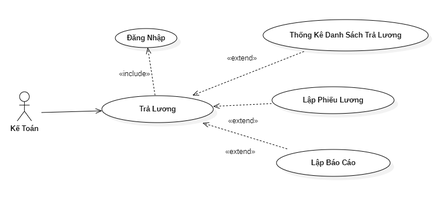 Đăng Nhập
Thống Kê Danh Sách Trả Lương
«extend»
«include»
Lập Phiếu Lương
Trả Lương
«extend»
Kế Toán
«extend»
Lập Báo Cáo